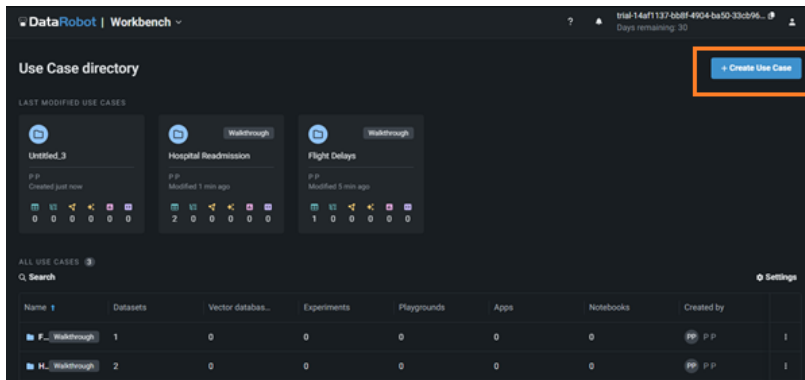 DataRobot | Workbench
?
trial-14af1137-bb8f-4904-ba50-33cb96...
Days remaining: 30
Use Case directory
+ Create Use Case
LAST MODIFIED USE CASES
Untitled_3
P P
Created just now
0 0 0 0 0 0
Walkthrough
Hospital Readmission
P P
Modified 1 min ago
2 0 0 0 0 0
Walkthrough
Flight Delays
P P
Modified 5 min ago
1 0 0 0 0 0
ALL USE CASES 3
Search
Settings
Name Datasets Vector databas... Experiments Playgrounds Apps Notebooks Created by
F... Walkthrough 1 0 0 0 0 0 PP P P
H... Walkthrough 2 0 0 0 0 0 PP P P